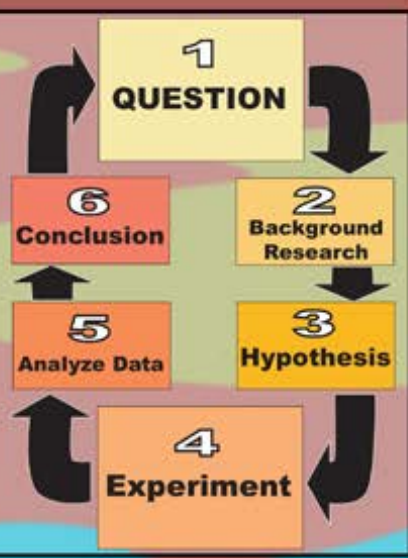 1
QUESTION
2
Background
Research
3
Hypothesis
4
Experiment
5
Analyze Data
6
Conclusion